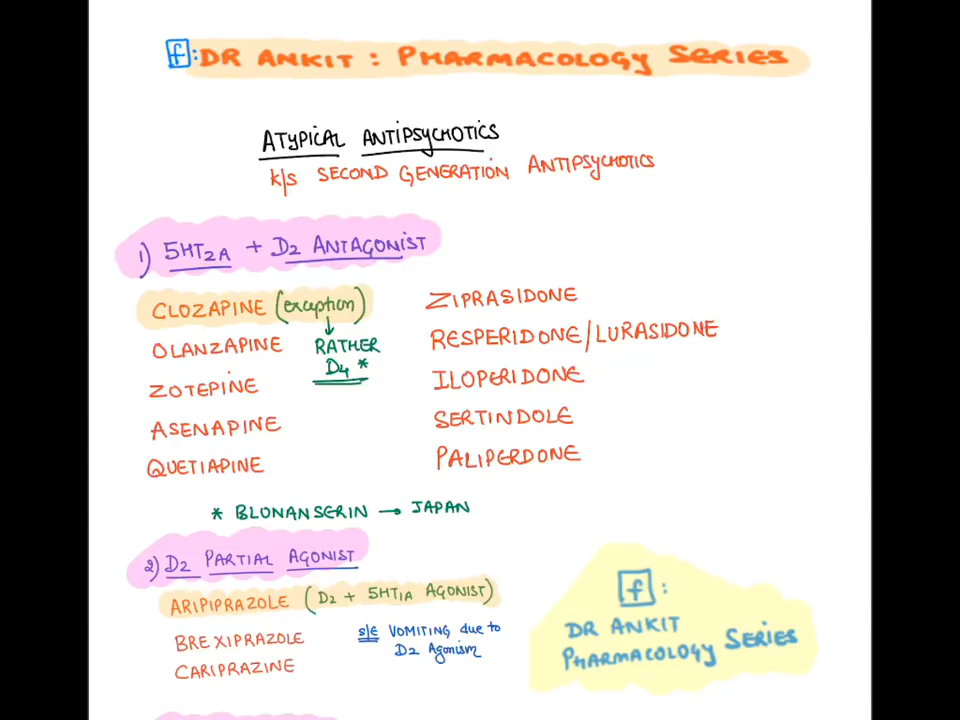 f: DR ANKIT : PHARMACOLOGY SERIES
ATYPICAL ANTIPSYCHOTICS
k/s SECOND GENERATION ANTIPSYCHOTICS
1) 5HT2A + D2 ANTAGONIST
CLOZAPINE (exception)
↓
RATHER
D4 *
OLANZAPINE
ZOTEPINE
ASENAPINE
QUETIAPINE
ZIPRASIDONE
RESPERIDONE/LURASIDONE
ILOPERIDONE
SERTINDOLE
PALIPERDONE
* BLONANSERIN → JAPAN
2) D2 PARTIAL AGONIST
ARIPIPRAZOLE (D2 + 5HT1A AGONIST)
BREXIPRAZOLE
CARIPRAZINE
s/E VOMITING due to
D2 Agonism
f :
DR ANKIT
PHARMACOLOGY SERIES